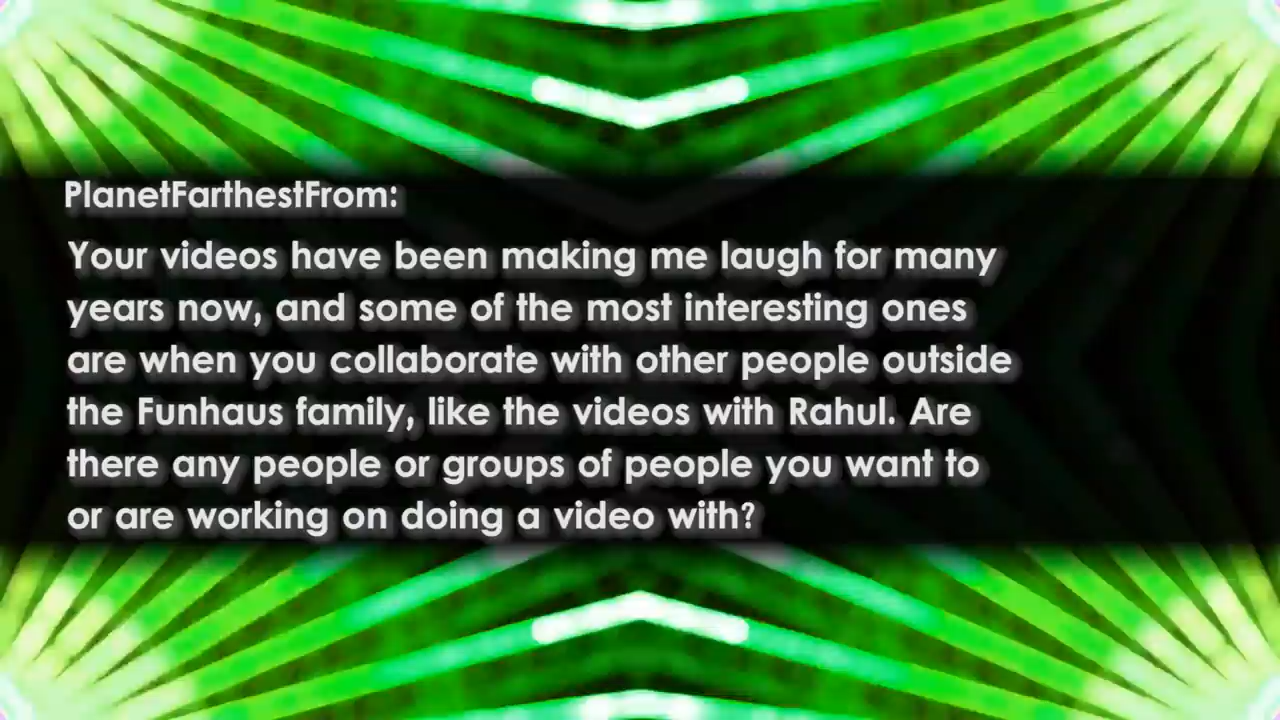 PlanetFarthestFrom:
Your videos have been making me laugh for many
years now, and some of the most interesting ones
are when you collaborate with other people outside
the Funhaus family, like the videos with Rahul. Are
there any people or groups of people you want to
or are working on doing a video with?